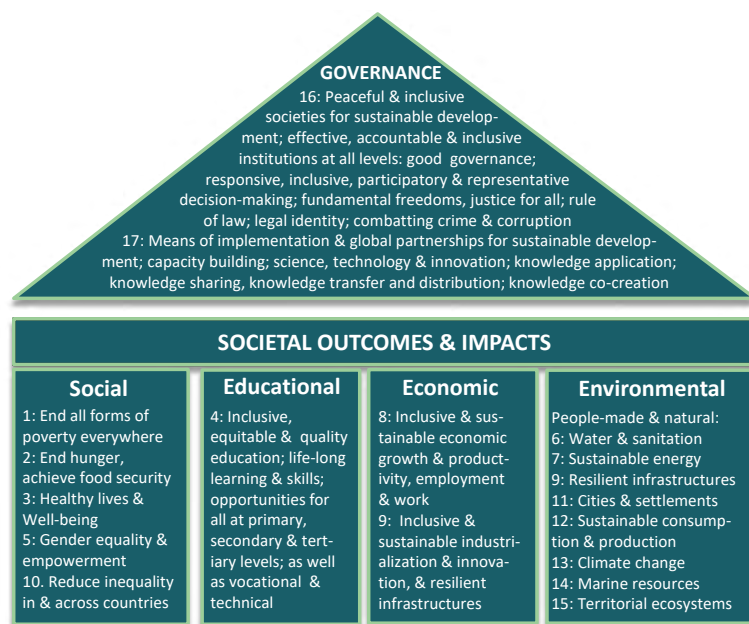 GOVERNANCE
16: Peaceful & inclusive
societies for sustainable develop-
ment; effective, accountable & inclusive
institutions at all levels: good governance;
responsive, inclusive, participatory & representative
decision-making; fundamental freedoms, justice for all; rule
of law; legal identity; combatting crime & corruption
17: Means of implementation & global partnerships for sustainable develop-
ment; capacity building; science, technology & innovation; knowledge application;
knowledge sharing, knowledge transfer and distribution; knowledge co-creation
SOCIETAL OUTCOMES & IMPACTS
Social
1: End all forms of
poverty everywhere
2: End hunger,
achieve food security
3: Healthy lives &
Well-being
5: Gender equality &
empowerment
10. Reduce inequality
in & across countries
Educational
4: Inclusive,
equitable & quality
education; life-long
learning & skills;
opportunities for
all at primary,
secondary & tert-
iary levels; as well
as vocational &
technical
Economic
8: Inclusive & sus-
tainable economic
growth & product-
ivity, employment
& work
9: Inclusive &
sustainable industri-
alization & innova-
tion, & resilient
infrastructures
Environmental
People-made & natural:
6: Water & sanitation
7: Sustainable energy
9: Resilient infrastructures
11: Cities & settlements
12: Sustainable consump-
tion & production
13: Climate change
14: Marine resources
15: Territorial ecosystems